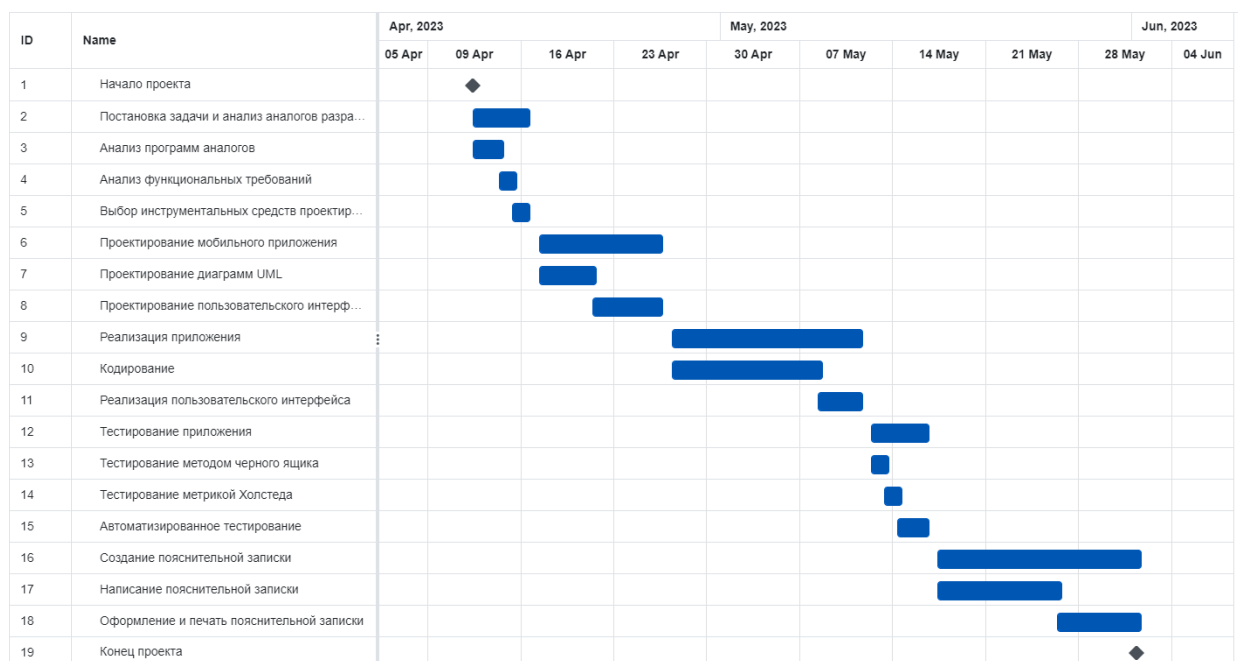 ID Name Apr, 2023 May, 2023 Jun, 2023
05 Apr 09 Apr 16 Apr 23 Apr 30 Apr 07 May 14 May 21 May 28 May 04 Jun
1 Начало проекта
2 Постановка задачи и анализ аналогов разра...
3 Анализ программ аналогов
4 Анализ функциональных требований
5 Выбор инструментальных средств проектир...
6 Проектирование мобильного приложения
7 Проектирование диаграмм UML
8 Проектирование пользовательского интерф...
9 Реализация приложения
10 Кодирование
11 Реализация пользовательского интерфейса
12 Тестирование приложения
13 Тестирование методом черного ящика
14 Тестирование метрикой Холстеда
15 Автоматизированное тестирование
16 Создание пояснительной записки
17 Написание пояснительной записки
18 Оформление и печать пояснительной записки
19 Конец проекта